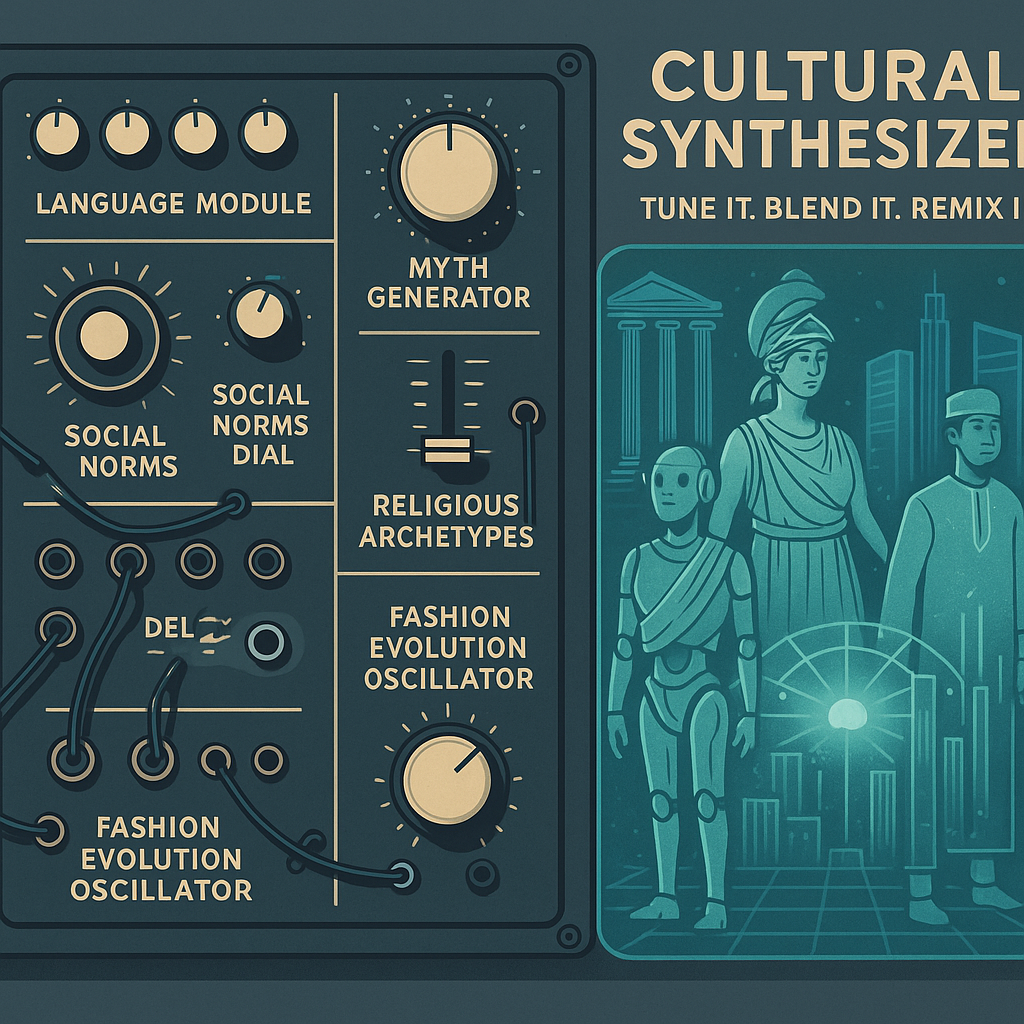 LANGUAGE MODULE
SOCIAL
NORMS
SOCIAL
NORMS
DIAL
DEL
FASHION
EVOLUTION
OSCILLATOR
MYTH
GENERATOR
RELIGIOUS
ARCHETYPES
FASHION
EVOLUTION
OSCILLATOR
CULTURAL
SYNTHESIZE
TUNE IT. BLEND IT. REMIX I